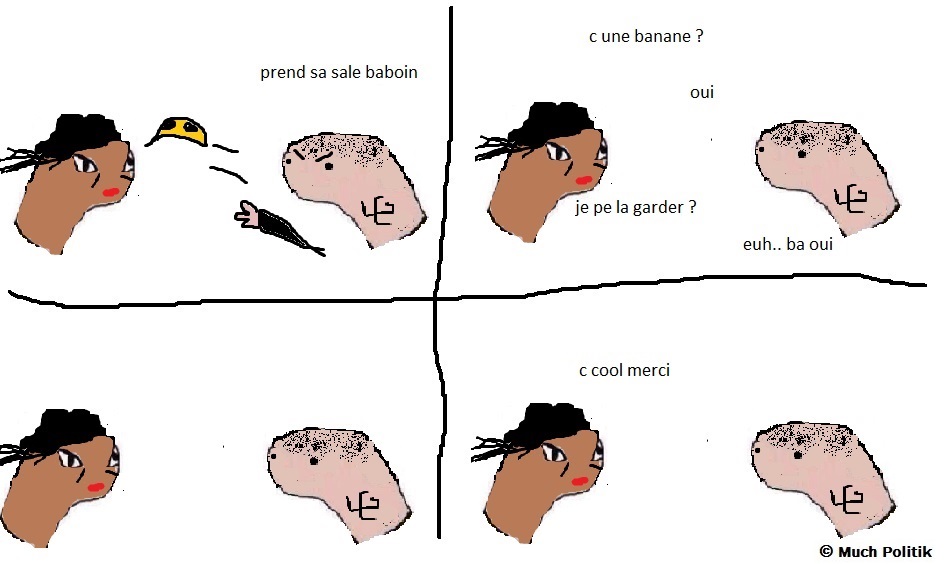 prend sa sale baboin
c une banane ?
oui
je pe la garder ?
euh.. ba oui
c cool merci
© Much Politik